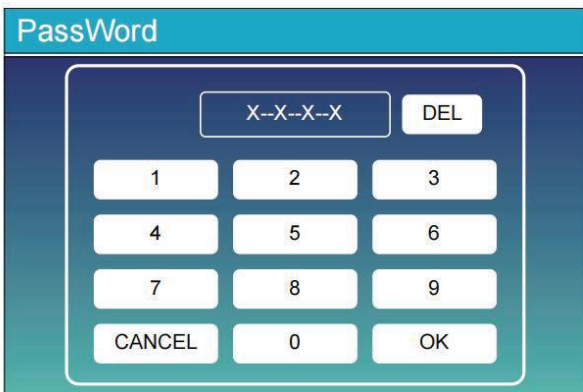 PassWord
X--X--X--X DEL
1 2 3
4 5 6
7 8 9
CANCEL 0 OK